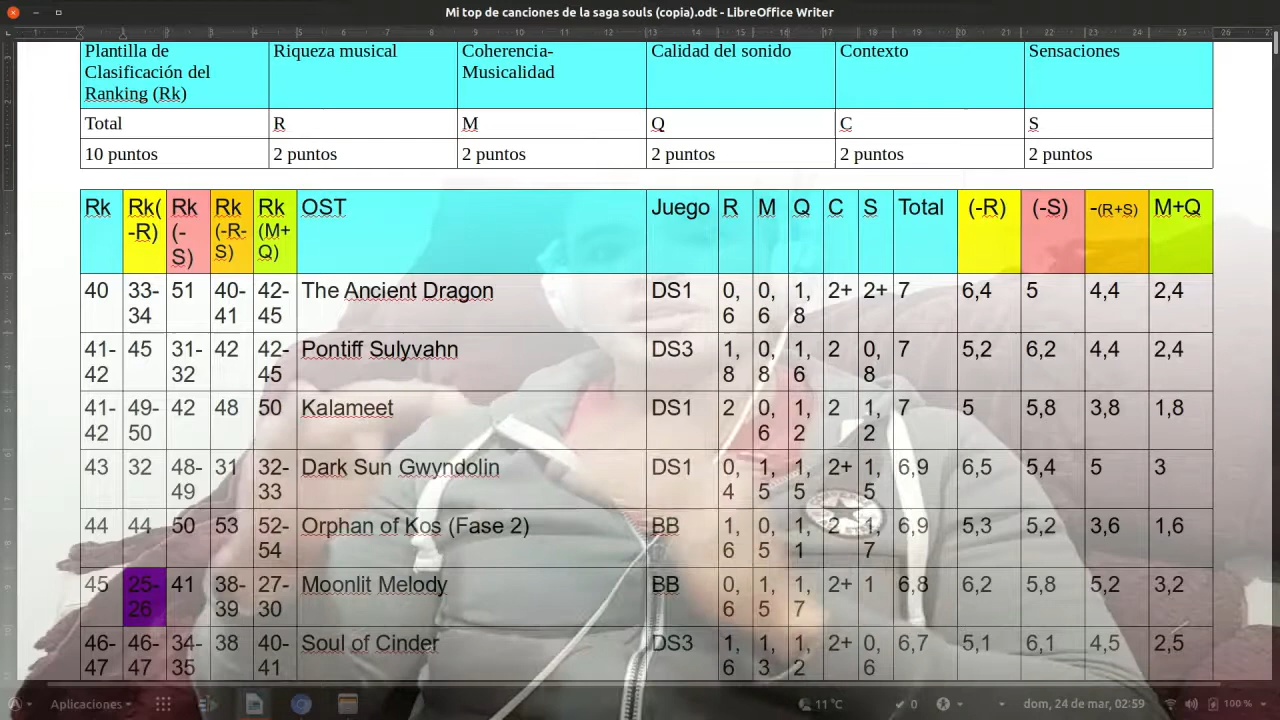 Mi top de canciones de la saga souls (copia).odt - LibreOffice Writer
Plantilla de Clasificación del Ranking (Rk) Riqueza musical Coherencia-Musicalidad Calidad del sonido Contexto Sensaciones
Total R M Q C S
10 puntos 2 puntos 2 puntos 2 puntos 2 puntos 2 puntos
Rk Rk(-R) Rk (-S) Rk (-R-S) Rk (M+Q) OST Juego R M Q C S Total (-R) (-S) -(R+S) M+Q
40 33-34 51 40-41 42-45 The Ancient Dragon DS1 0,6 0,6 1,8 2+ 2+ 7 6,4 5 4,4 2,4
41-42 45 31-32 42 42-45 Pontiff Sulyvahn DS3 1,8 0,8 1,6 2 0,8 7 5,2 6,2 4,4 2,4
41-42 49-50 42 48 50 Kalameet DS1 2 0,6 1,2 2 1,2 7 5 5,8 3,8 1,8
43 32 48-49 31 32-33 Dark Sun Gwyndolin DS1 0,4 1,5 1,5 2+ 1,5 6,9 6,5 5,4 5 3
44 44 50 53 52-54 Orphan of Kos (Fase 2) BB 1,6 0,5 1,1 2 1,7 6,9 5,3 5,2 3,6 1,6
45 25-26 41 38-39 27-30 Moonlit Melody BB 0,6 1,5 1,7 2+ 1 6,8 6,2 5,8 5,2 3,2
46-47 46-47 34-35 38 40-41 Soul of Cinder DS3 1,6 1,3 1,2 2+ 0,6 6,7 5,1 6,1 4,5 2,5
Aplicaciones 11 °C 0 dom, 24 de mar, 02:59 100 %